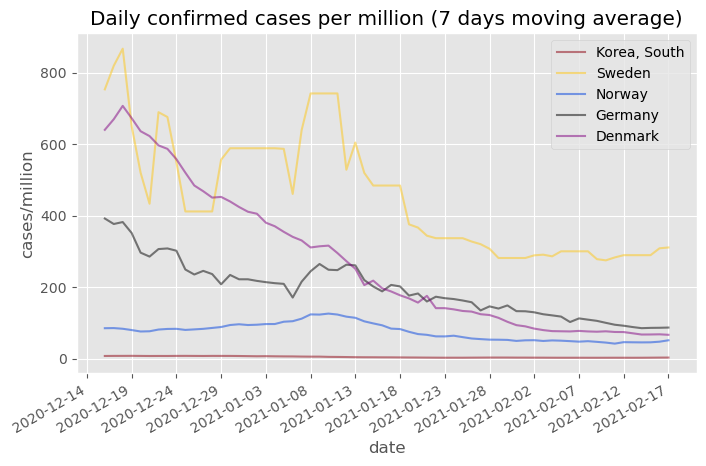 Daily confirmed cases per million (7 days moving average)
Korea, South
Sweden
Norway
Germany
Denmark
cases/million
800
600
400
200
0
2020-12-14
2020-12-19
2020-12-24
2020-12-29
2021-01-03
2021-01-08
2021-01-13
2021-01-18
2021-01-23
2021-01-28
2021-02-02
2021-02-07
2021-02-12
2021-02-17
date